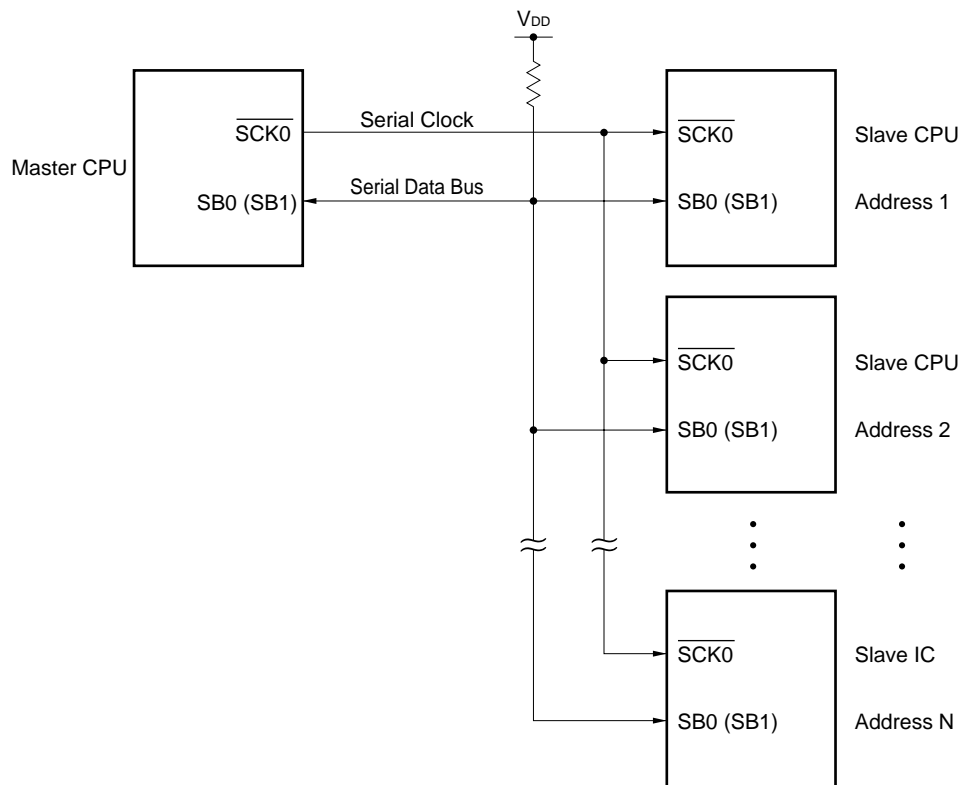 VDD
SCK0
Serial Clock
SCK0
Slave CPU
Master CPU
SB0 (SB1)
Serial Data Bus
SB0 (SB1)
Address 1
SCK0
Slave CPU
SB0 (SB1)
Address 2
SCK0
Slave IC
SB0 (SB1)
Address N